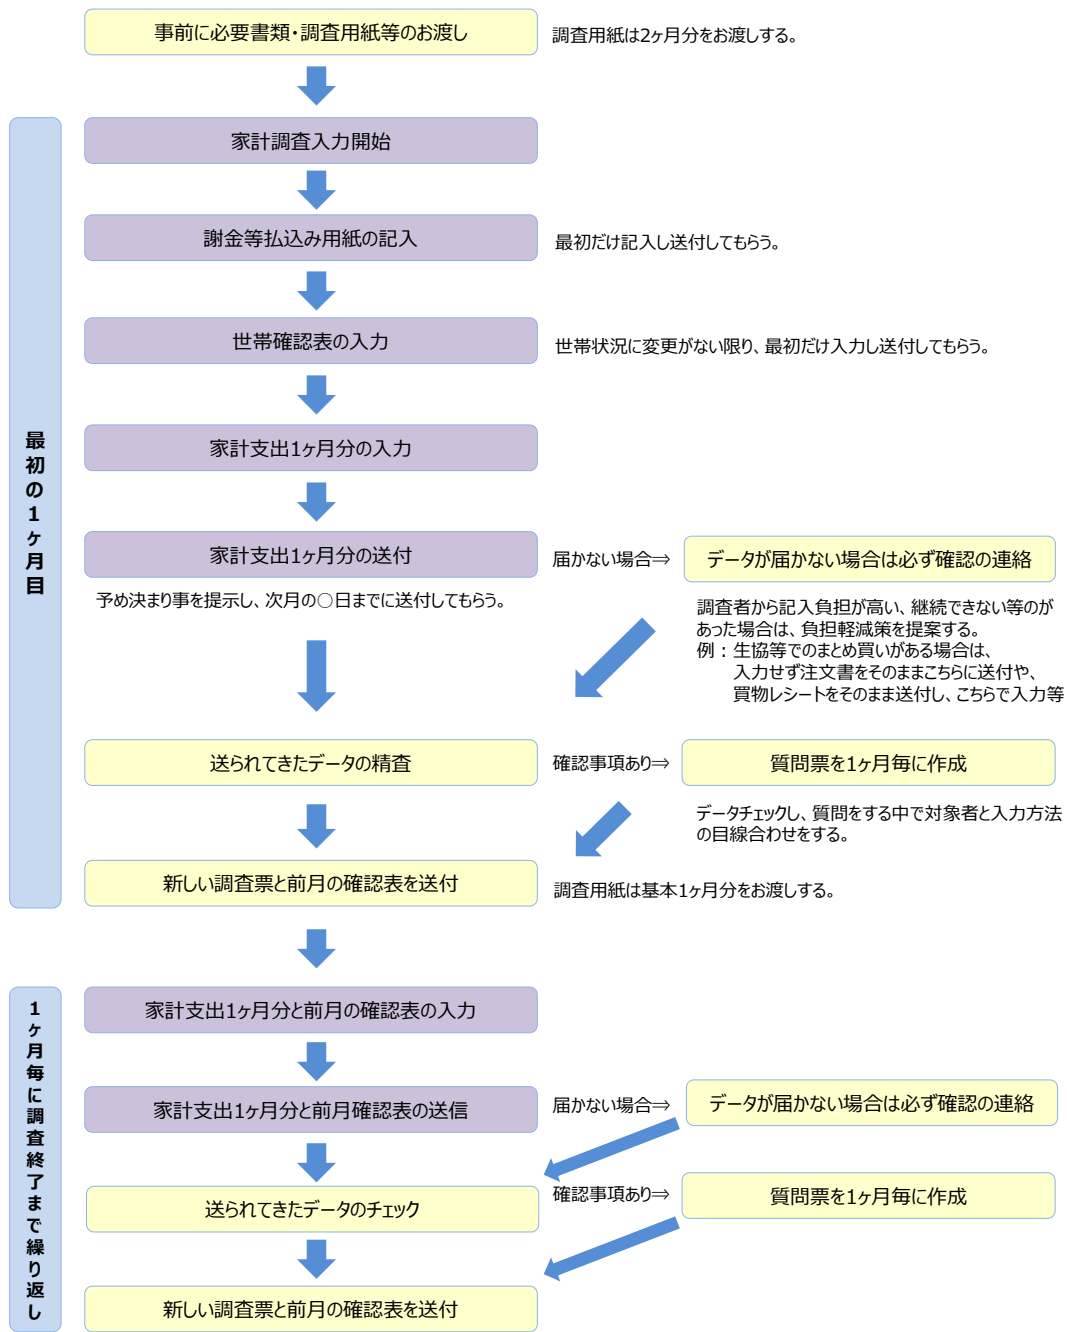 事前に必要書類・調査用紙等のお渡し
調査用紙は2ヶ月分をお渡しする。
最初の1ヶ月目
家計調査入力開始
謝金等払込み用紙の記入
最初だけ記入し送付してもらう。
世帯確認表の入力
世帯状況に変更がない限り、最初だけ入力し送付してもらう。
家計支出1ヶ月分の入力
家計支出1ヶ月分の送付
届かない場合⇒
データが届かない場合は必ず確認の連絡
予め決まり事を提示し、次月の○日までに送付してもらう。
調査者から記入負担が高い、継続できない等のが
あった場合は、負担軽減策を提案する。
例：生協等でのまとめ買いがある場合は、
入力せず注文書をそのままこちらに送付や、
買物レシートをそのまま送付し、こちらで入力等
送られてきたデータの精査
確認事項あり⇒
質問票を1ヶ月毎に作成
データチェックし、質問をする中で対象者と入力方法
の目線合わせをする。
新しい調査票と前月の確認表を送付
調査用紙は基本1ヶ月分をお渡しする。
1ヶ月毎に調査終了まで繰り返し
家計支出1ヶ月分と前月の確認表の入力
家計支出1ヶ月分と前月確認表の送信
届かない場合⇒
データが届かない場合は必ず確認の連絡
送られてきたデータのチェック
確認事項あり⇒
質問票を1ヶ月毎に作成
新しい調査票と前月の確認表を送付